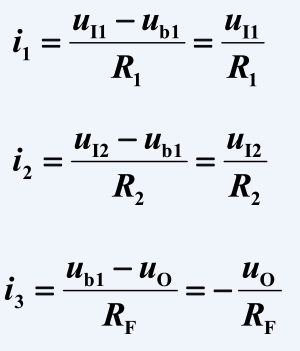 i₁ = (u_I1 − u_b1) / R₁ = u_I1 / R₁
i₂ = (u_I2 − u_b1) / R₂ = u_I2 / R₂
i₃ = (u_b1 − u_O) / R_F = − u_O / R_F